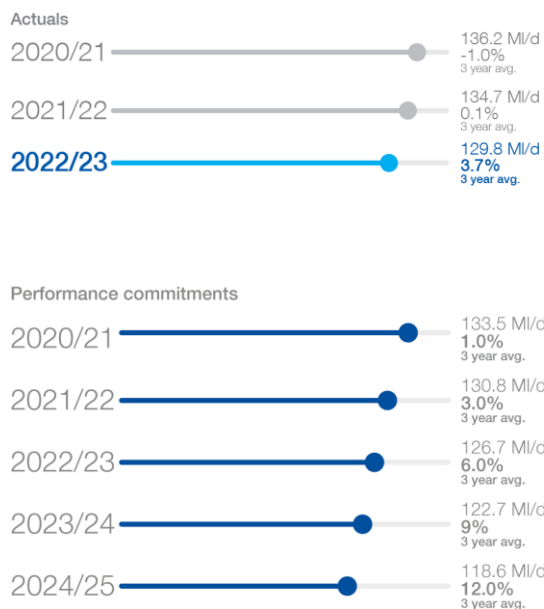 Actuals
2020/21
136.2 Ml/d
-1.0%
3 year avg.
2021/22
134.7 Ml/d
0.1%
3 year avg.
2022/23
129.8 Ml/d
3.7%
3 year avg.
Performance commitments
2020/21
133.5 Ml/d
1.0%
3 year avg.
2021/22
130.8 Ml/d
3.0%
3 year avg.
2022/23
126.7 Ml/d
6.0%
3 year avg.
2023/24
122.7 Ml/d
9%
3 year avg.
2024/25
118.6 Ml/d
12.0%
3 year avg.